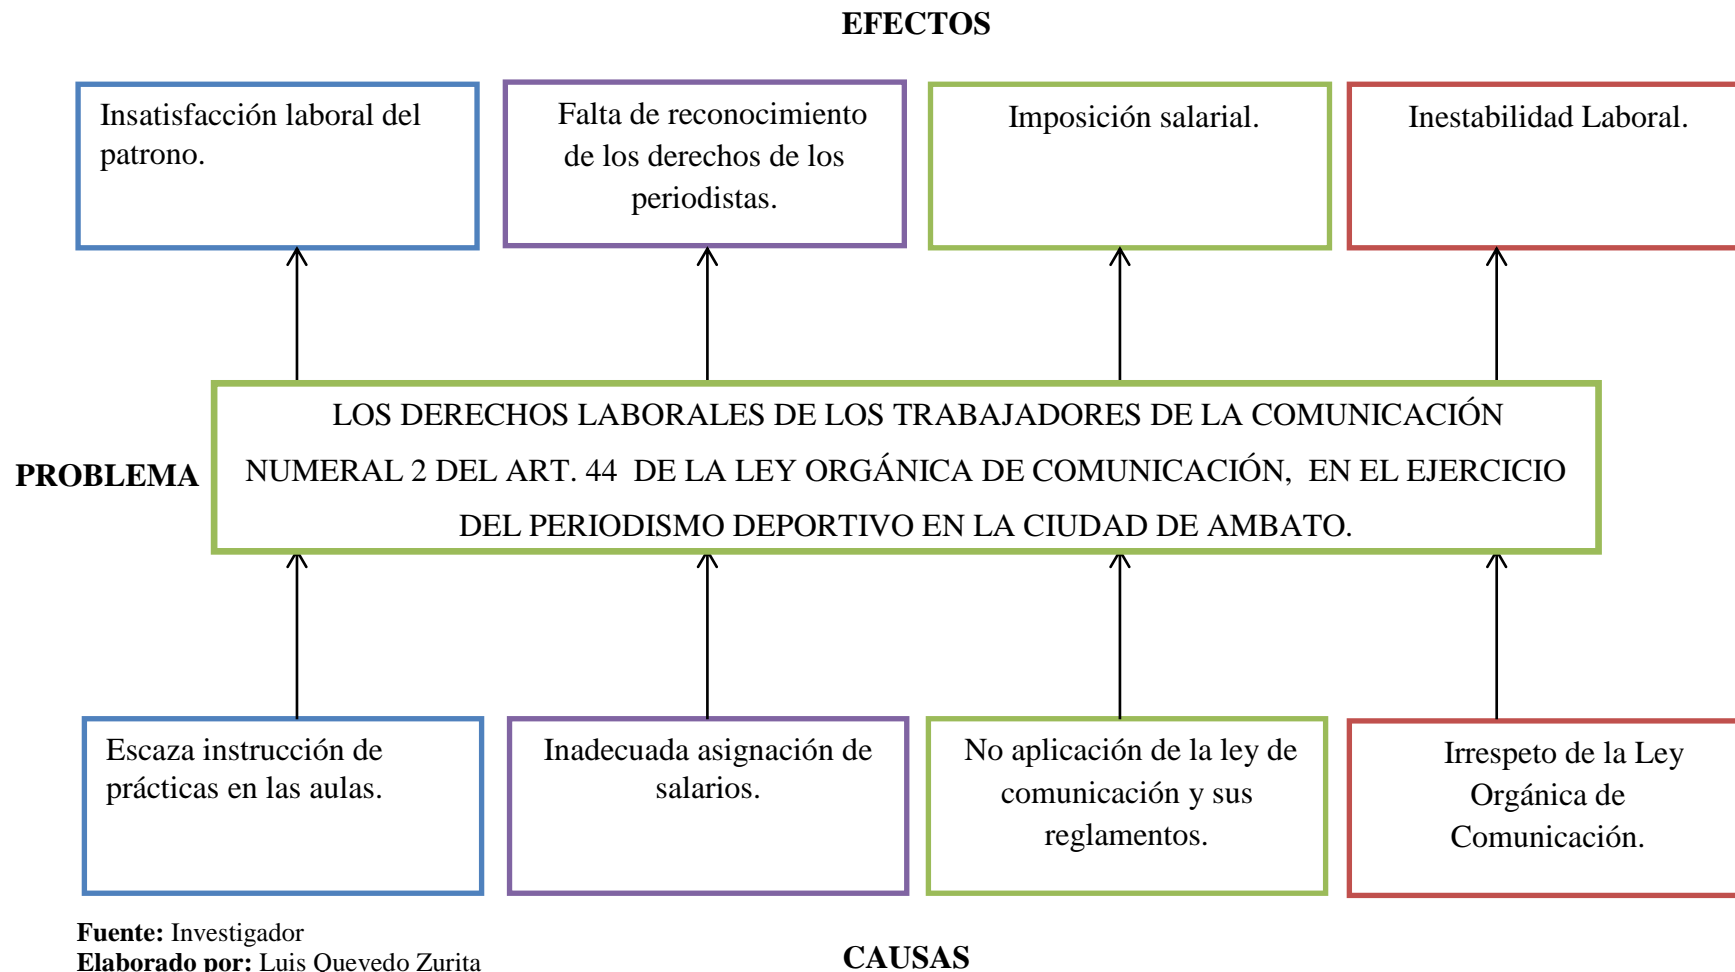 EFECTOS
Insatisfacción laboral del
patrono.
Falta de reconocimiento
de los derechos de los
periodistas.
Imposición salarial.
Inestabilidad Laboral.
PROBLEMA
LOS DERECHOS LABORALES DE LOS TRABAJADORES DE LA COMUNICACIÓN
NUMERAL 2 DEL ART. 44 DE LA LEY ORGÁNICA DE COMUNICACIÓN, EN EL EJERCICIO
DEL PERIODISMO DEPORTIVO EN LA CIUDAD DE AMBATO.
Escaza instrucción de
prácticas en las aulas.
Inadecuada asignación de
salarios.
No aplicación de la ley de
comunicación y sus
reglamentos.
Irrespeto de la Ley
Orgánica de
Comunicación.
Fuente: Investigador
Elaborado por: Luis Quevedo Zurita
CAUSAS